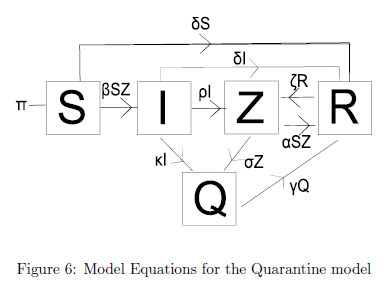 δS
δI
π βSZ ρI ζR
S I Z R
αSZ
κI σZ
Q γQ
Figure 6: Model Equations for the Quarantine model